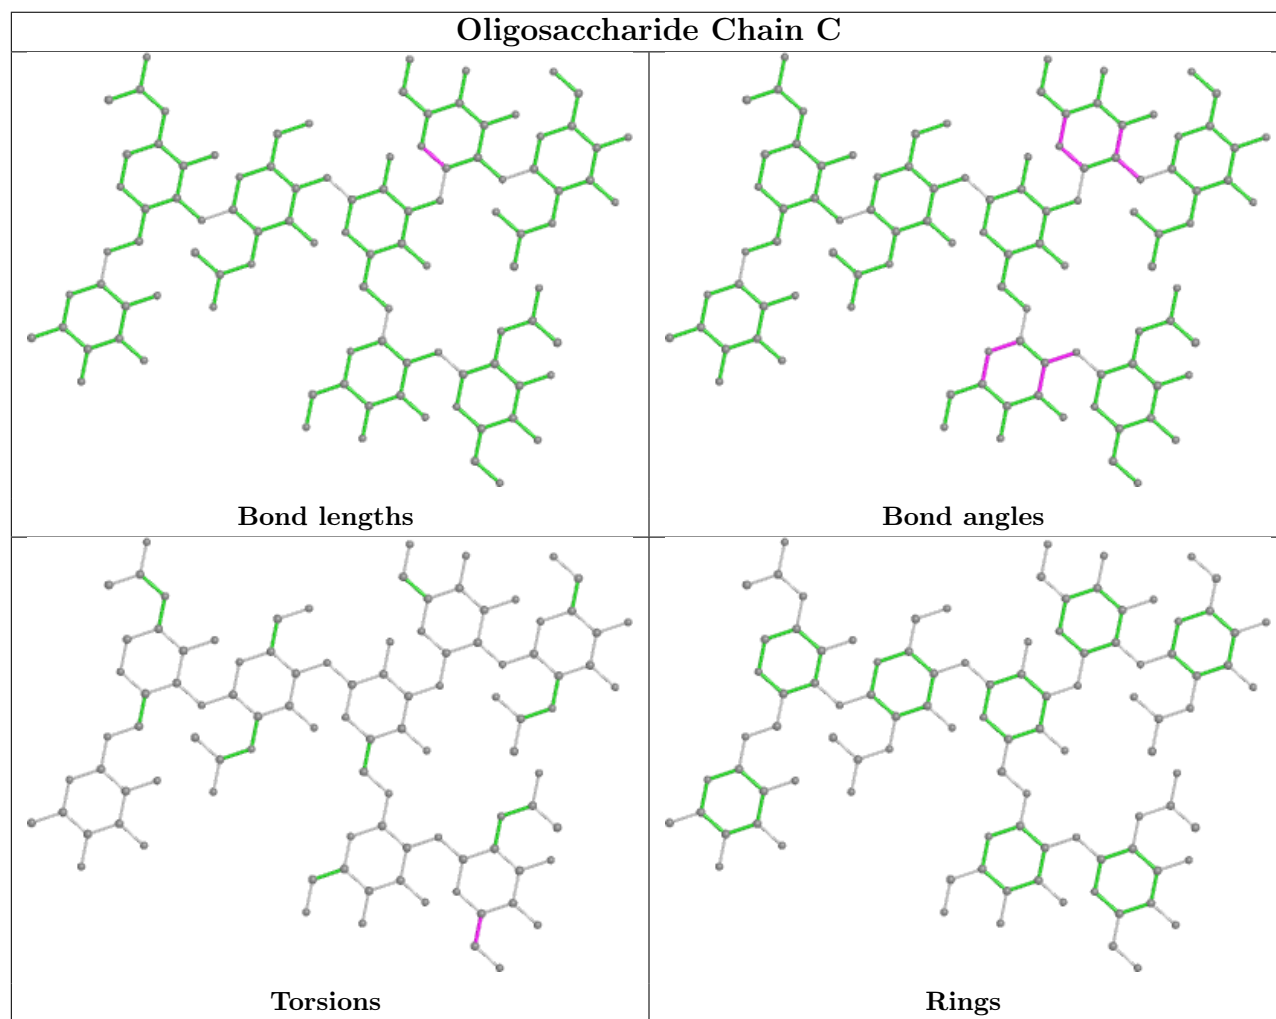 Oligosaccharide Chain C
Bond lengths
Bond angles
Torsions
Rings